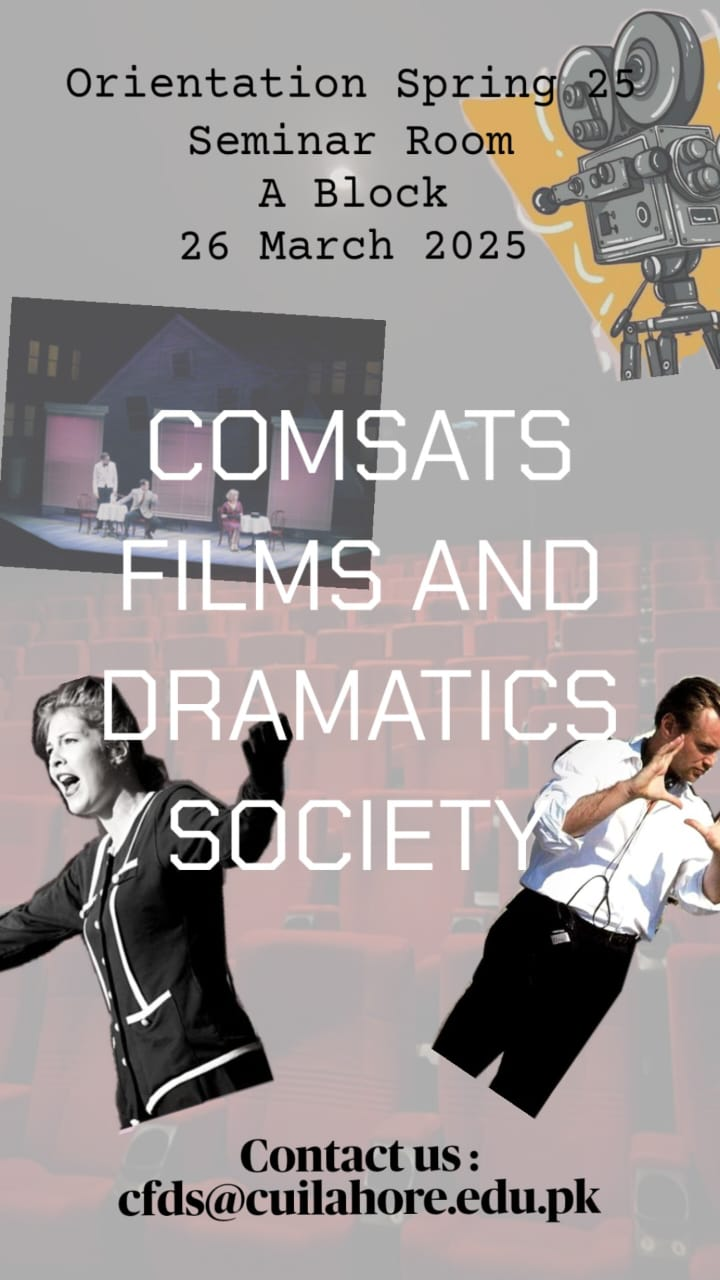 Orientation Spring 25
Seminar Room
A Block
26 March 2025
COMSATS
FILMS AND
DRAMATICS
SOCIETY
Contact us :
cfds@cuilahore.edu.pk